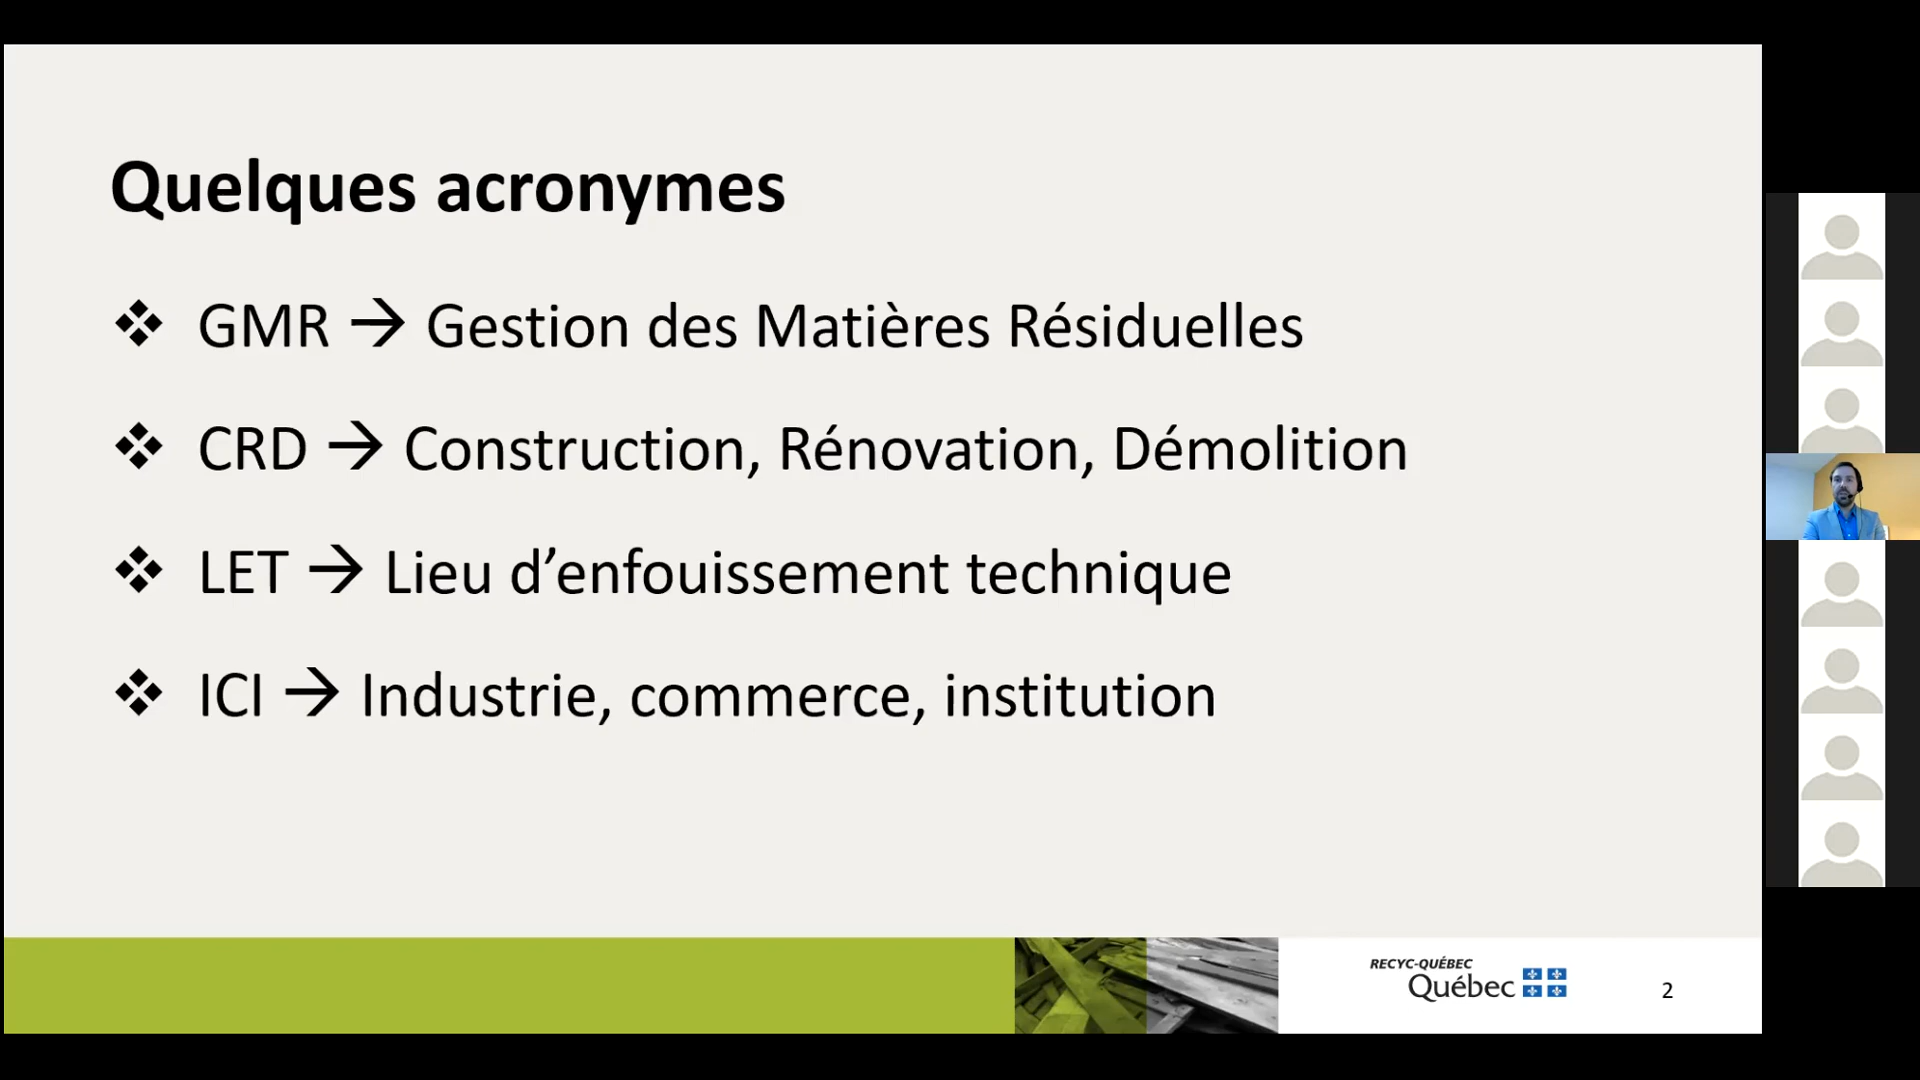 Quelques acronymes
❖ GMR → Gestion des Matières Résiduelles
❖ CRD → Construction, Rénovation, Démolition
❖ LET → Lieu d’enfouissement technique
❖ ICI → Industrie, commerce, institution
RECYC-QUÉBEC
Québec
2